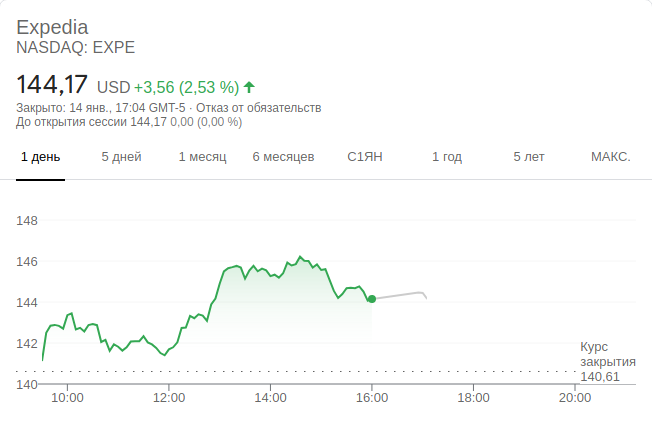 Expedia
NASDAQ: EXPE
144,17 USD +3,56 (2,53 %)
Закрыто: 14 янв., 17:04 GMT-5 · Отказ от обязательств
До открытия сессии 144,17 0,00 (0,00 %)
1 день 5 дней 1 месяц 6 месяцев С1ЯН 1 год 5 лет МАКС.
148
146
144
142
Курс
закрытия
140,61
140
10:00 12:00 14:00 16:00 18:00 20:00